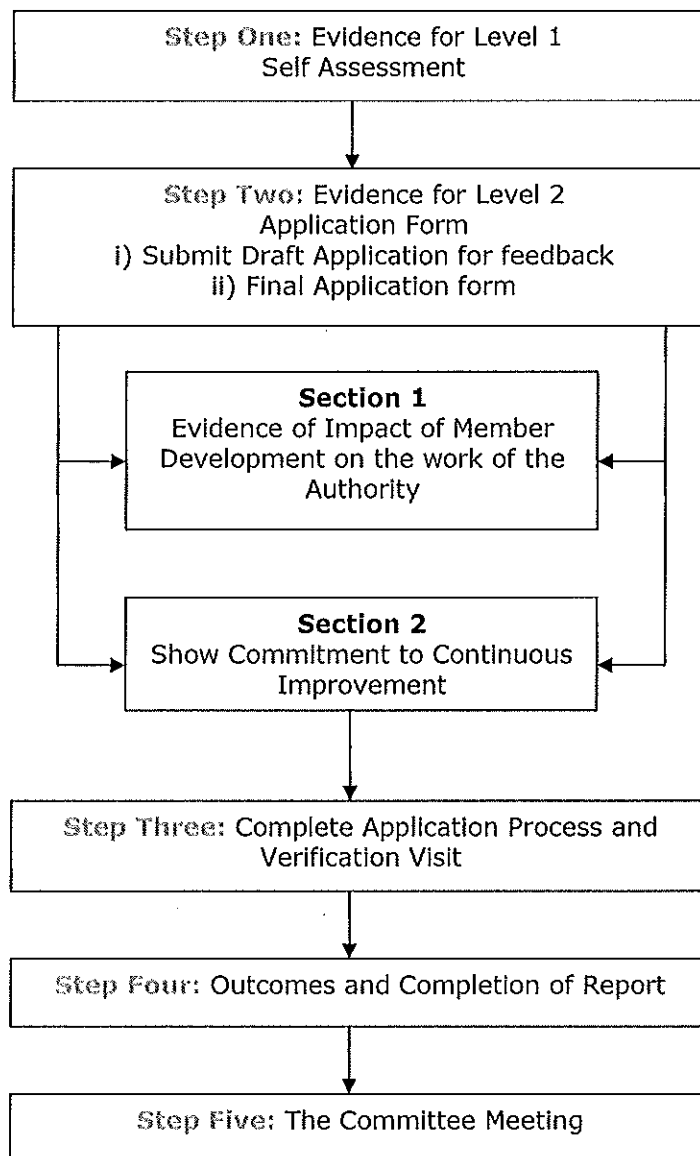 Step One: Evidence for Level 1
Self Assessment
Step Two: Evidence for Level 2
Application Form
i) Submit Draft Application for feedback
ii) Final Application form
Section 1
Evidence of Impact of Member
Development on the work of the
Authority
Section 2
Show Commitment to Continuous
Improvement
Step Three: Complete Application Process and
Verification Visit
Step Four: Outcomes and Completion of Report
Step Five: The Committee Meeting